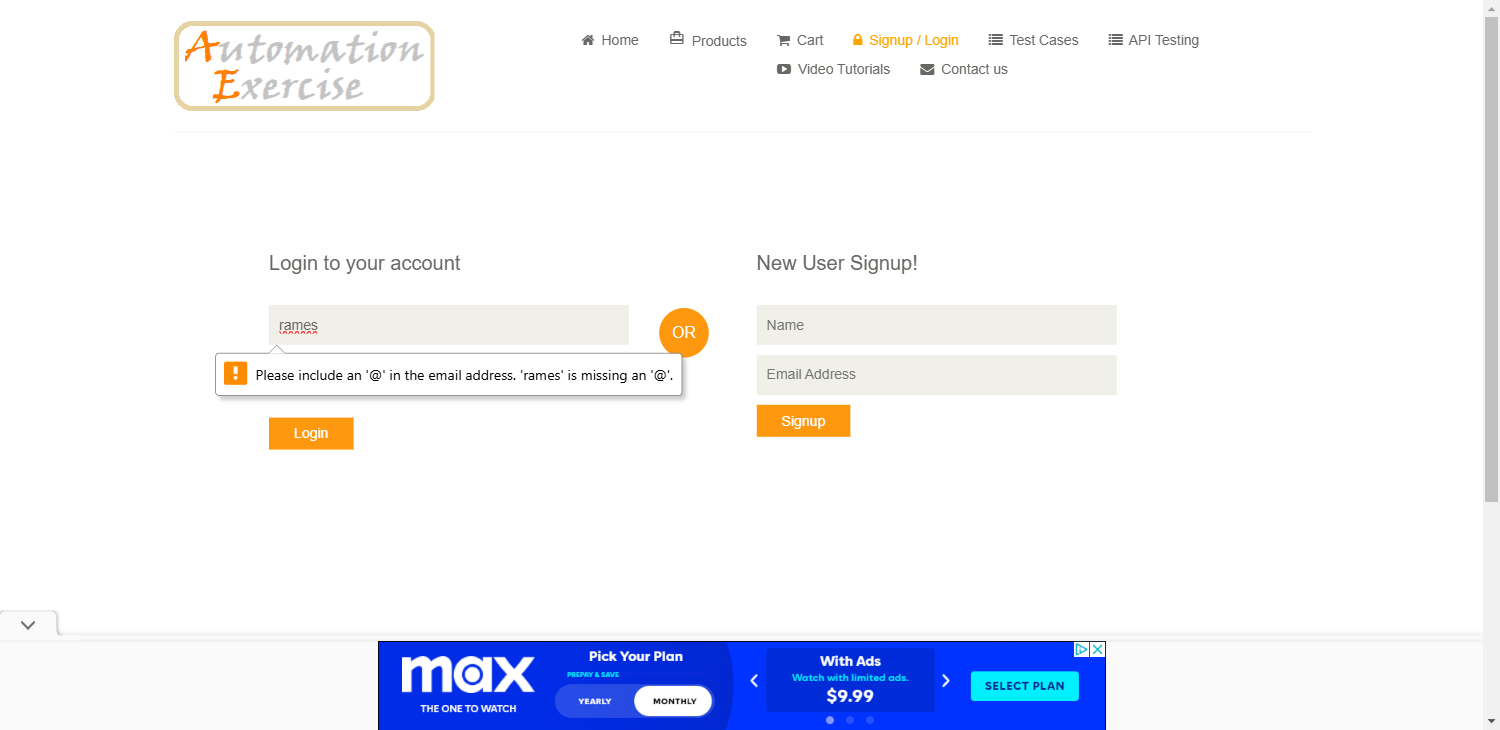 Automation
Exercise
Home
Products
Cart
Signup / Login
Test Cases
API Testing
Video Tutorials
Contact us
Login to your account
New User Signup!
rames
OR
Name
Please include an '@' in the email address. 'rames' is missing an '@'.
Email Address
Login
Signup
max
THE ONE TO WATCH
Pick Your Plan
PREPAY & SAVE
YEARLY
MONTHLY
With Ads
Watch with limited ads.
$9.99
SELECT PLAN